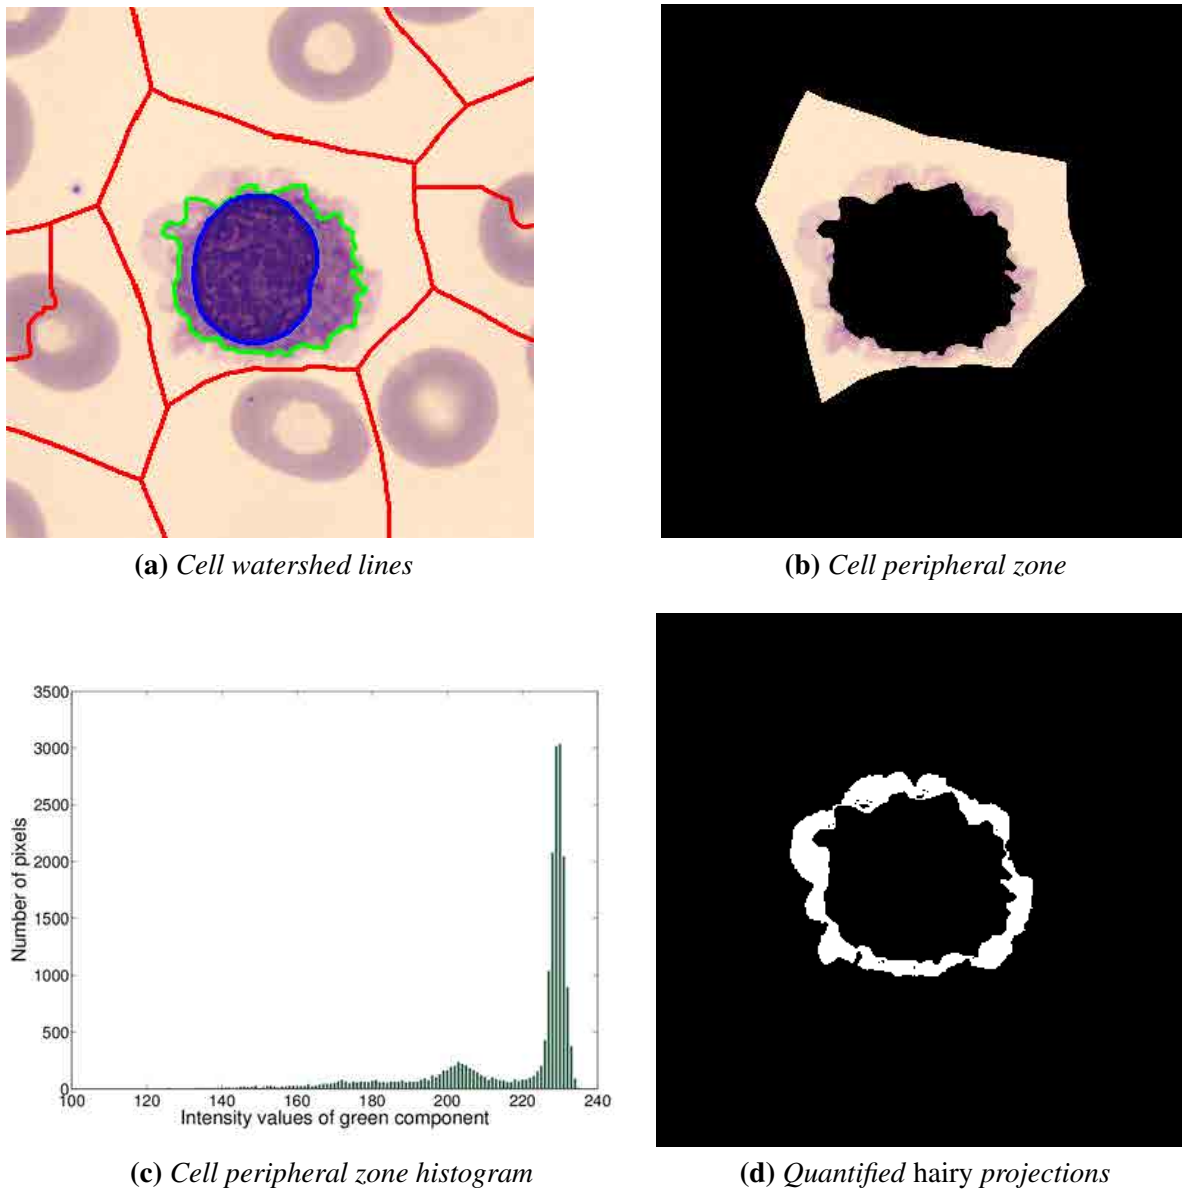 (a) Cell watershed lines
(b) Cell peripheral zone
3500
3000
2500
2000
1500
1000
500
0
Number of pixels
100 120 140 160 180 200 220 240
Intensity values of green component
(c) Cell peripheral zone histogram
(d) Quantified hairy projections